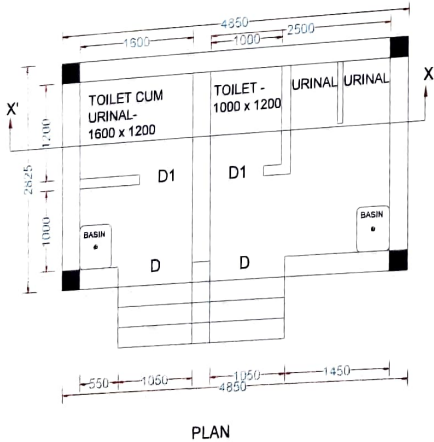 4850
2500
1600
1000
X
X'
TOILET CUM
URINAL-
1600 x 1200
TOILET -
1000 x 1200
URINAL
URINAL
1200
2825
D1
D1
1000
BASIN
BASIN
D
D
550
1050
1050
1450
4850
PLAN